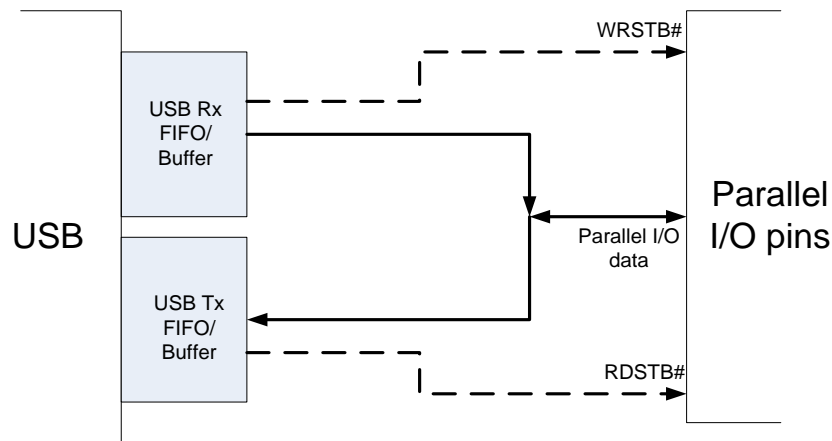 WRSTB#
USB Rx
FIFO/
Buffer
USB
Parallel
I/O pins
Parallel I/O
data
USB Tx
FIFO/
Buffer
RDSTB#